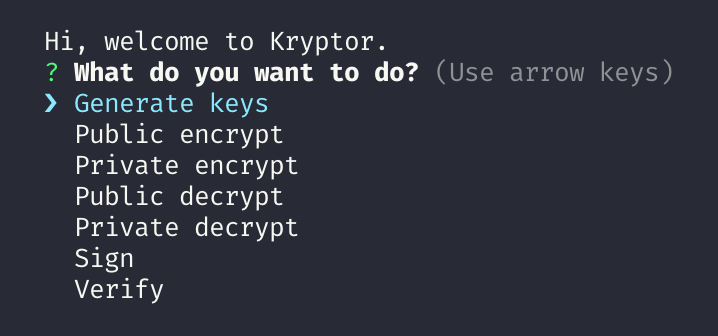 Hi, welcome to Kryptor.
? What do you want to do? (Use arrow keys)
❯ Generate keys
Public encrypt
Private encrypt
Public decrypt
Private decrypt
Sign
Verify